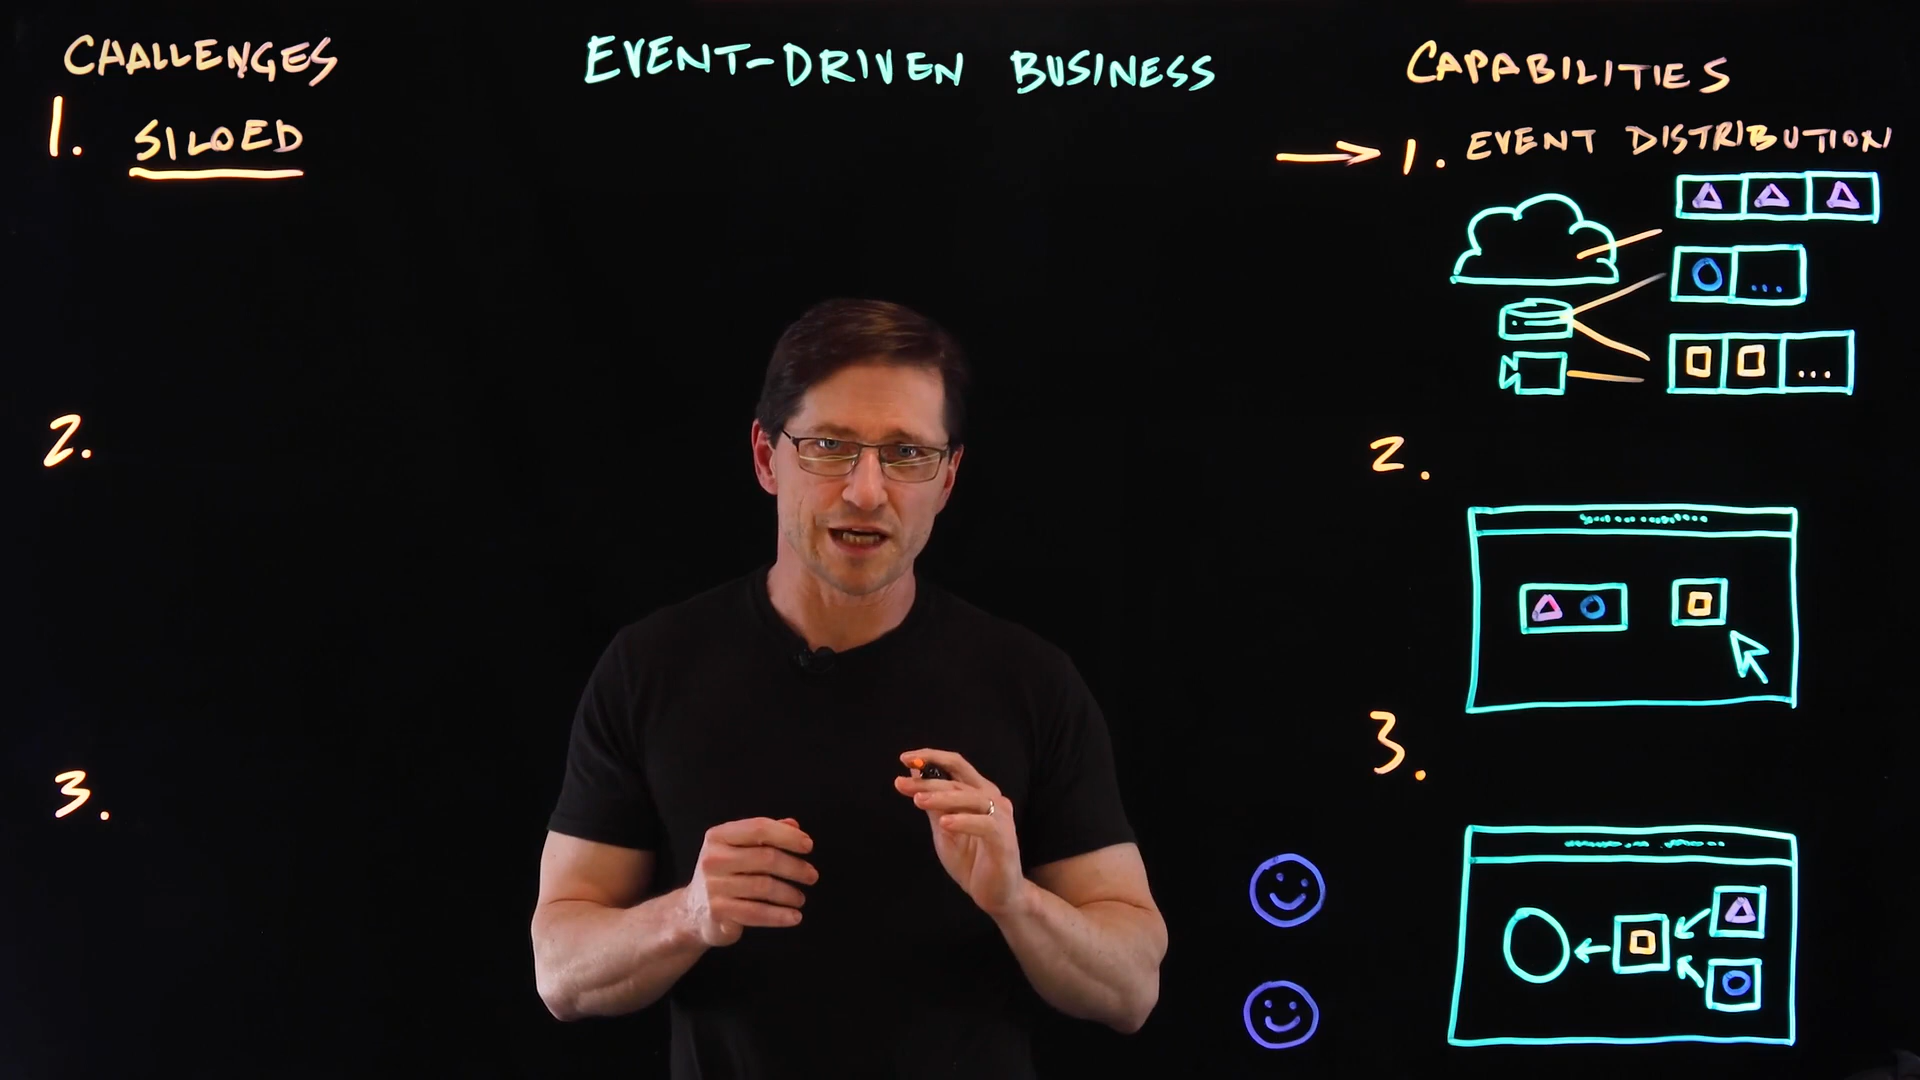 CHALLENGES
1. SILOED
2.
3.
EVENT-DRIVEN BUSINESS
CAPABILITIES
1. EVENT DISTRIBUTION
...
...
2.
3.